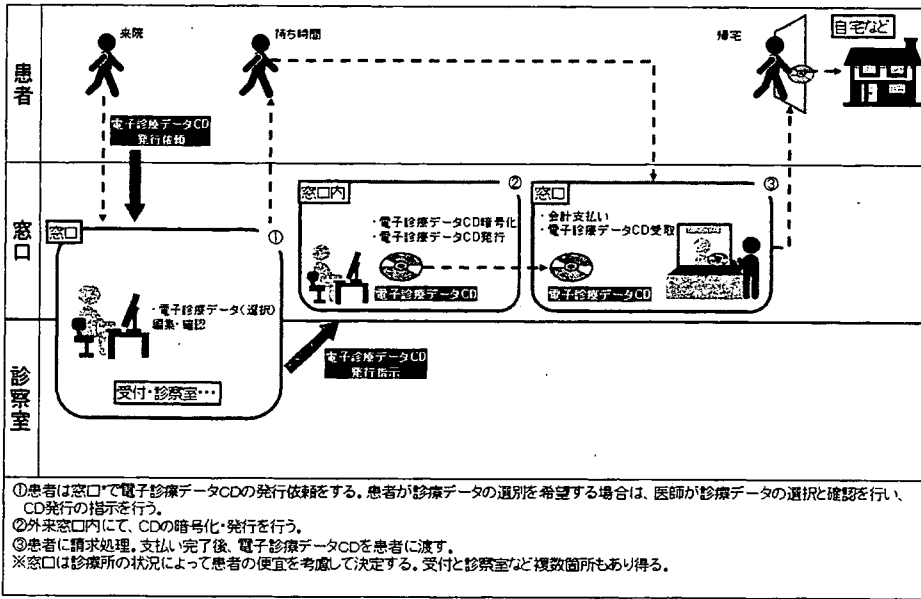 患者
来院
待ち時間
帰宅
自宅など
電子診療データCD
発行依頼
窓口
窓口
①
・電子診療データ(選択)
編集・確認
受付・診察室・・・
窓口内
②
・電子診療データCD暗号化
・電子診療データCD発行
電子診療データCD
窓口
③
・会計支払い
・電子診療データCD受取
電子診療データCD
診察室
電子診療データCD
発行指示
①患者は窓口*で電子診療データCDの発行依頼をする。患者が診療データの選別を希望する場合は、医師が診療データの選択と確認を行い、
CD発行の指示を行う。
②外来窓口内にて、CDの暗号化・発行を行う。
③患者に請求処理。支払い完了後、電子診療データCDを患者に渡す。
※窓口は診療所の状況によって患者の便宜を考慮して決定する。受付と診察室など複数箇所もあり得る。